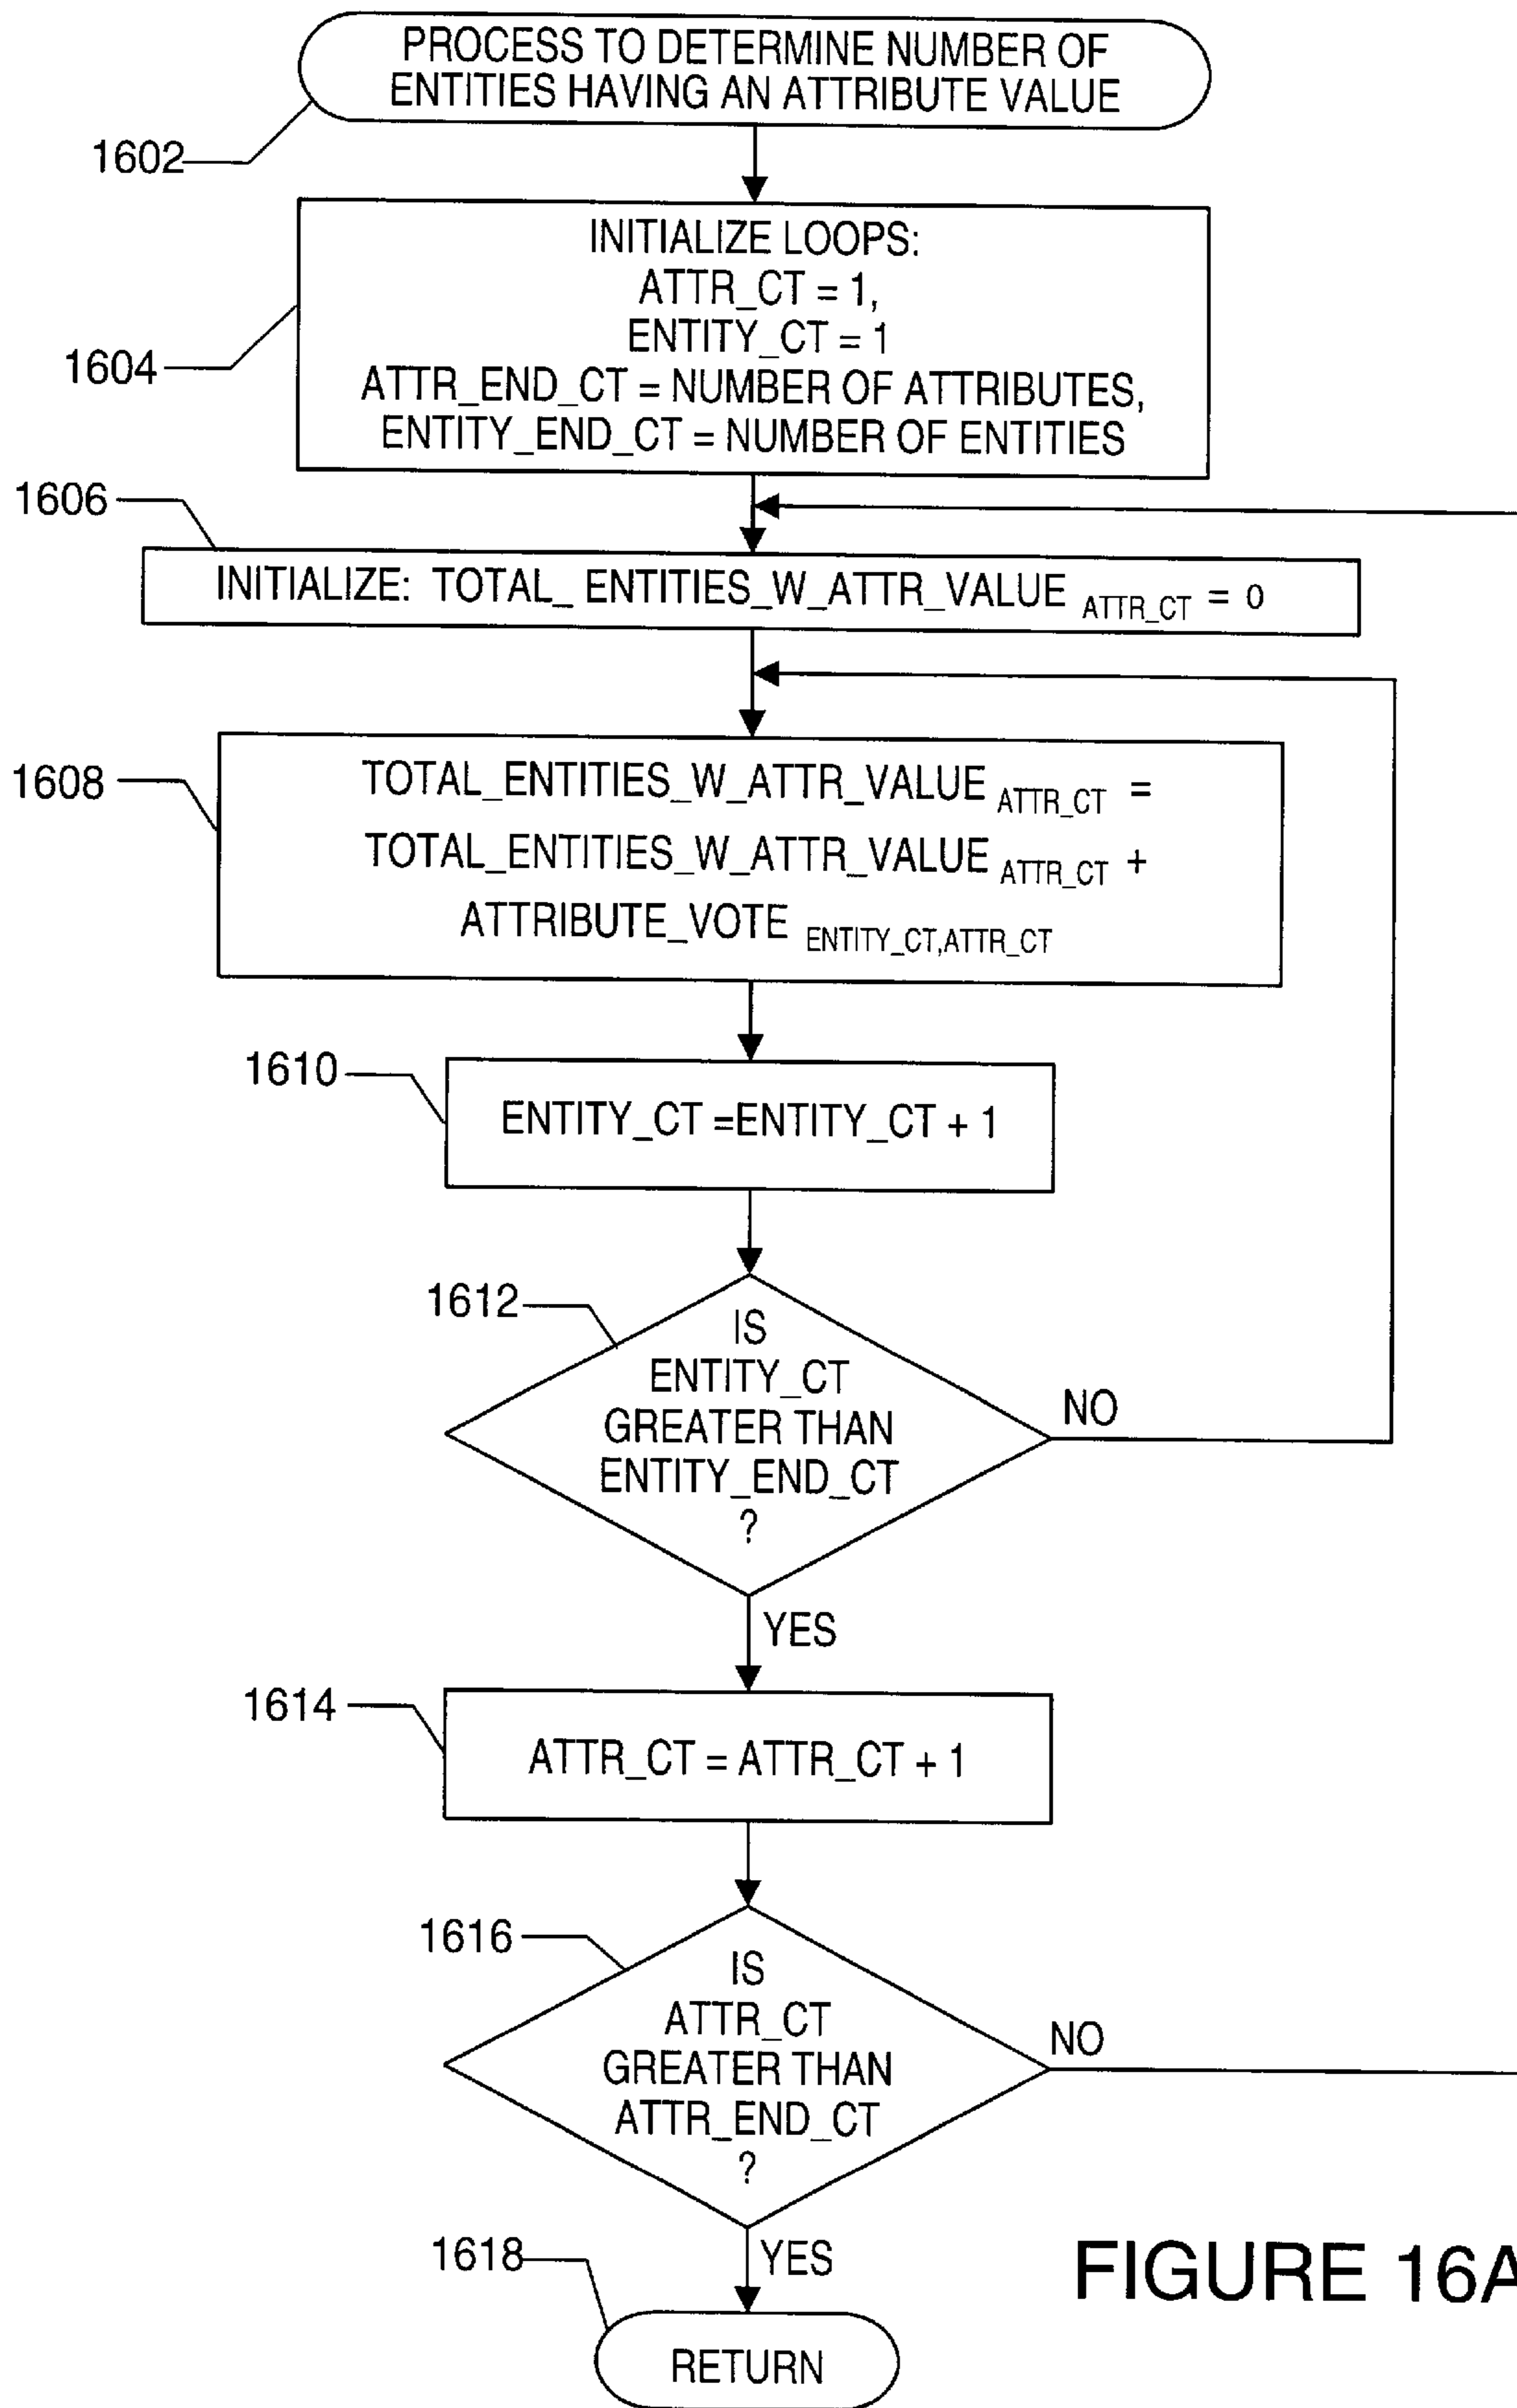 PROCESS TO DETERMINE NUMBER OF
ENTITIES HAVING AN ATTRIBUTE VALUE
1602
INITIALIZE LOOPS:
ATTR_CT = 1,
ENTITY_CT = 1
1604
ATTR_END_CT = NUMBER OF ATTRIBUTES,
ENTITY_END_CT = NUMBER OF ENTITIES
1606
INITIALIZE: TOTAL_ ENTITIES_W_ATTR_VALUE ATTR_CT = 0
1608
TOTAL_ENTITIES_W_ATTR_VALUE ATTR_CT =
TOTAL_ENTITIES_W_ATTR_VALUE ATTR_CT +
ATTRIBUTE_VOTE ENTITY_CT,ATTR_CT
1610
ENTITY_CT =ENTITY_CT + 1
1612
IS
ENTITY_CT
GREATER THAN
ENTITY_END_CT
?
NO
YES
1614
ATTR_CT = ATTR_CT + 1
1616
IS
ATTR_CT
GREATER THAN
ATTR_END_CT
?
NO
YES
1618
RETURN
FIGURE 16A